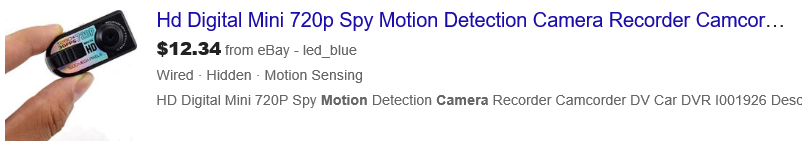 Hd Digital Mini 720p Spy Motion Detection Camera Recorder Camcor...
$12.34 from eBay - led_blue
Wired · Hidden · Motion Sensing
HD Digital Mini 720P Spy Motion Detection Camera Recorder Camcorder DV Car DVR I001926 Desc
HD